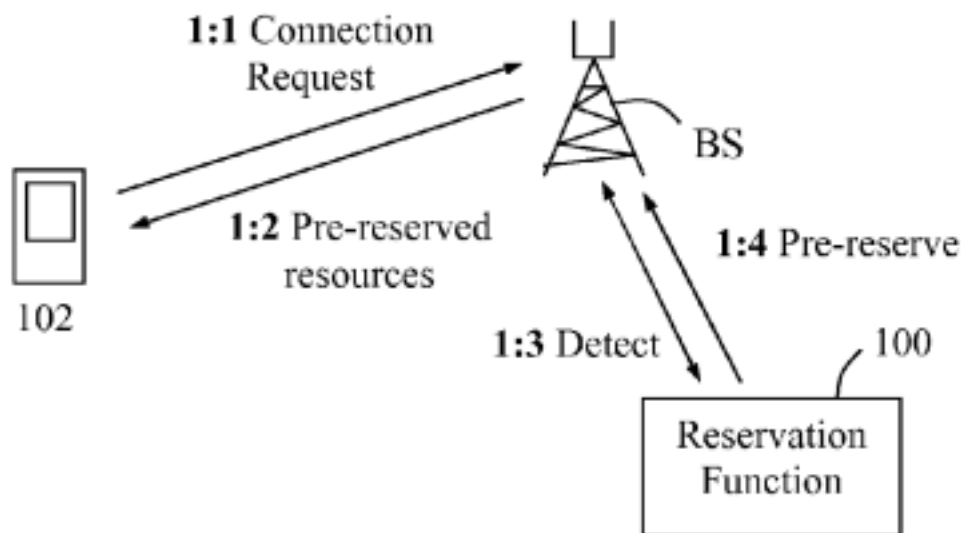 1:1 Connection
Request
BS
1:2 Pre-reserved
resources
1:4 Pre-reserve
102
1:3 Detect
100
Reservation
Function